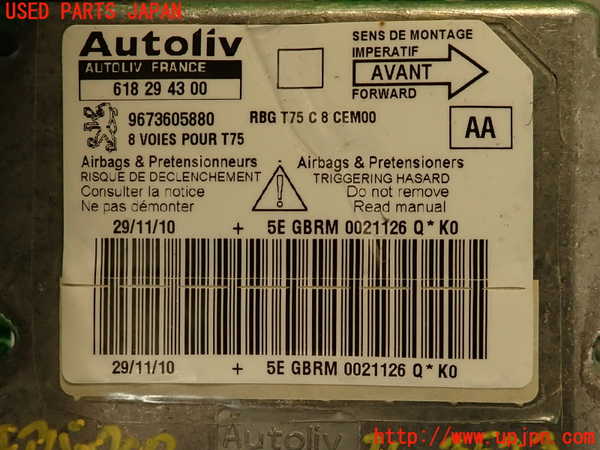 USED PARTS JAPAN
Autoliv
AUTOLIV FRANCE
618 29 43 00
SENS DE MONTAGE
IMPERATIF
AVANT
FORWARD
9673605880
RBG T75 C 8 CEM00
8 VOIES POUR T75
AA
Airbags & Pretensionneurs
RISQUE DE DECLENCHEMENT
Consulter la notice
Ne pas démonter
Airbags & Pretensioners
TRIGGERING HASARD
Do not remove
Read manual
29/11/10 + 5E GBRM 0021126 Q*K0
29/11/10 + 5E GBRM 0021126 Q*K0
Autoliv
http://www.upjpn.com